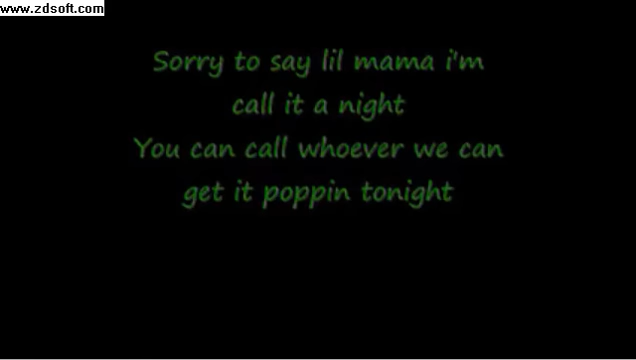 www.zdsoft.com
Sorry to say lil mama i'm
call it a night
You can call whoever we can
get it poppin tonight